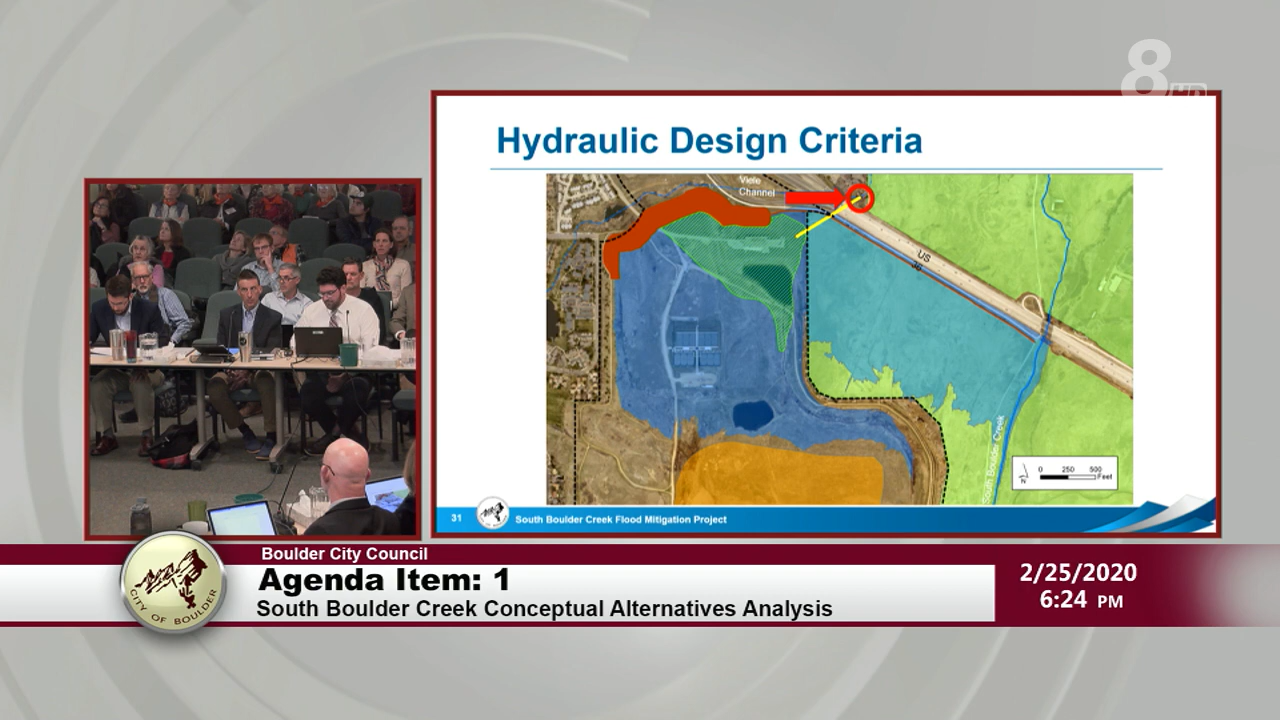 8 HD
Hydraulic Design Criteria
Viele
Channel
US
36
South Boulder Creek
N
0 250 500
Feet
31
South Boulder Creek Flood Mitigation Project
Boulder City Council
Agenda Item: 1
South Boulder Creek Conceptual Alternatives Analysis
2/25/2020
6:24 PM
CITY OF BOULDER